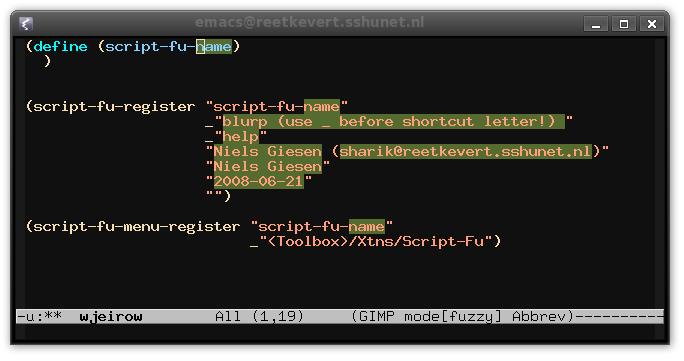 emacs@reetkevert.sshunet.nl
(define (script-fu-name)
  )
(script-fu-register "script-fu-name"
                    _"blurp (use _ before shortcut letter!) "
                    _"help"
                    "Niels Giesen (sharik@reetkevert.sshunet.nl)"
                    "Niels Giesen"
                    "2008-06-21"
                    "")
(script-fu-menu-register "script-fu-name"
                         _"<Toolbox>/Xtns/Script-Fu")
-u:**  wjeirow        All (1,19)     (GIMP mode[fuzzy] Abbrev)----------